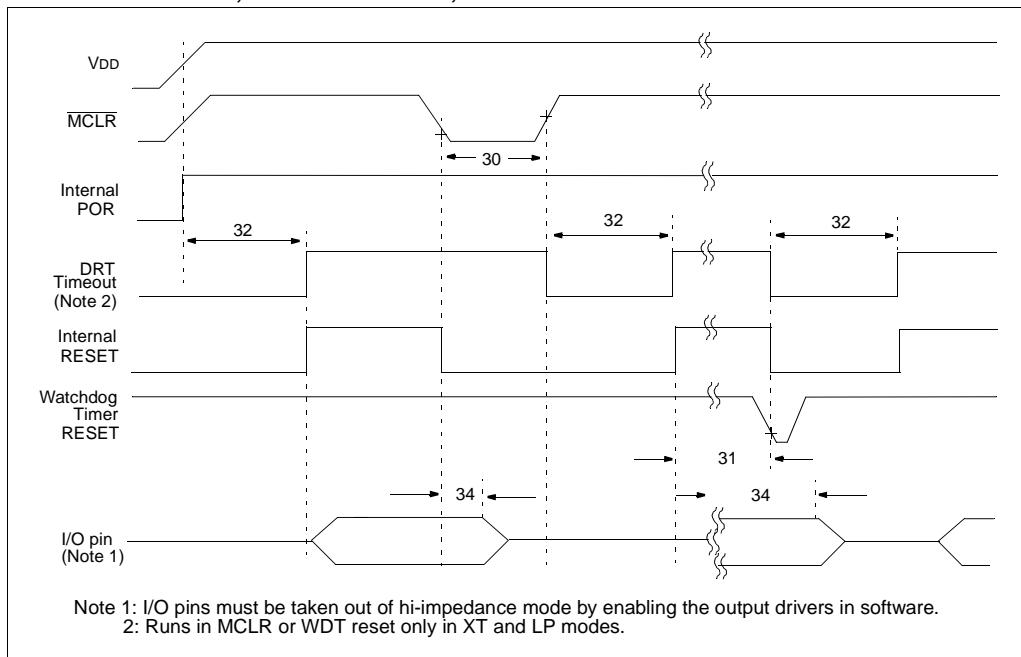 VDD
MCLR
30
Internal
POR
32
32
32
DRT
Timeout
(Note 2)
Internal
RESET
Watchdog
Timer
RESET
31
34
34
I/O pin
(Note 1)
Note 1: I/O pins must be taken out of hi-impedance mode by enabling the output drivers in software.
2: Runs in MCLR or WDT reset only in XT and LP modes.